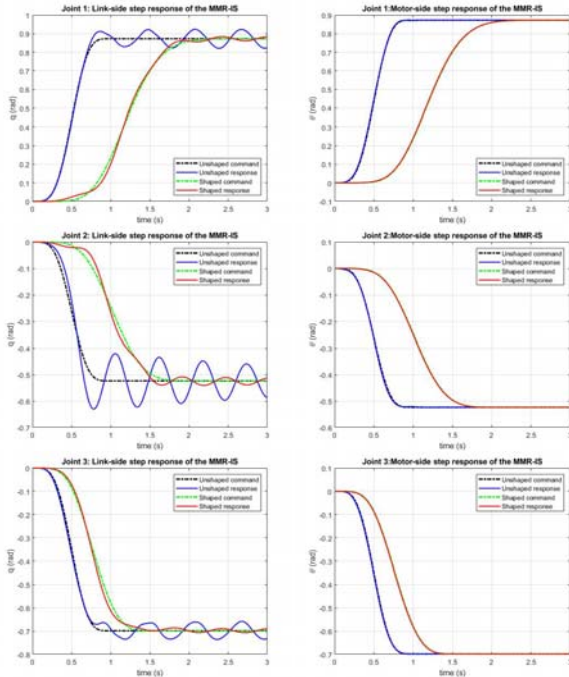 Joint 1: Link-side step response of the MMR-IS
1
0.9
0.8
0.7
0.6
0.5
0.4
0.3
0.2
0.1
0
q (rad)
Unshaped command
Unshaped response
Shaped command
Shaped response
0 0.5 1 1.5 2 2.5 3
time (s)
Joint 1:Motor-side step response of the MMR-IS
0.9
0.8
0.7
0.6
0.5
0.4
0.3
0.2
0.1
0
-0.1
θ (rad)
Unshaped command
Unshaped response
Shaped command
Shaped response
0 0.5 1 1.5 2 2.5 3
time (s)
Joint 2: Link-side step response of the MMR-IS
0
-0.1
-0.2
-0.3
-0.4
-0.5
-0.6
-0.7
q (rad)
Unshaped command
Unshaped response
Shaped command
Shaped response
0 0.5 1 1.5 2 2.5 3
time (s)
Joint 2:Motor-side step response of the MMR-IS
0.1
0
-0.1
-0.2
-0.3
-0.4
-0.5
-0.6
θ (rad)
Unshaped command
Unshaped response
Shaped command
Shaped response
0 0.5 1 1.5 2 2.5 3
time (s)
Joint 3: Link-side step response of the MMR-IS
0
-0.1
-0.2
-0.3
-0.4
-0.5
-0.6
-0.7
-0.8
q (rad)
Unshaped command
Unshaped response
Shaped command
Shaped response
0 0.5 1 1.5 2 2.5 3
time (s)
Joint 3:Motor-side step response of the MMR-IS
0.1
0
-0.1
-0.2
-0.3
-0.4
-0.5
-0.6
-0.7
θ (rad)
Unshaped command
Unshaped response
Shaped command
Shaped response
0 0.5 1 1.5 2 2.5 3
time (s)